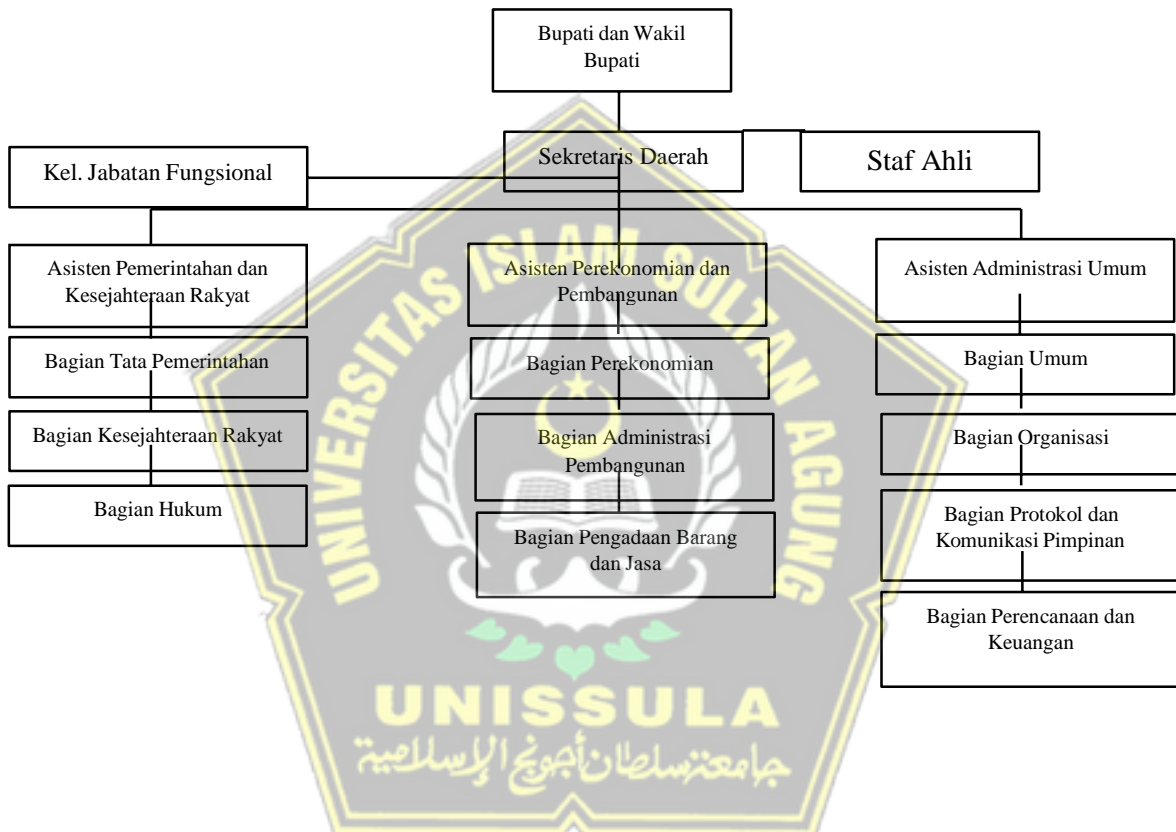 Bupati dan Wakil
Bupati
Sekretaris Daerah
Staf Ahli
Kel. Jabatan Fungsional
Asisten Pemerintahan dan
Kesejahteraan Rakyat
Asisten Perekonomian dan
Pembangunan
Asisten Administrasi Umum
Bagian Tata Pemerintahan
Bagian Perekonomian
Bagian Umum
Bagian Kesejahteraan Rakyat
Bagian Administrasi
Pembangunan
Bagian Organisasi
Bagian Hukum
Bagian Pengadaan Barang
dan Jasa
Bagian Protokol dan
Komunikasi Pimpinan
Bagian Perencanaan dan
Keuangan
UNIVERSITAS ISLAM SULTAN AGUNG
UNISSULA
جامعة سلطان أجونج الإسلامية